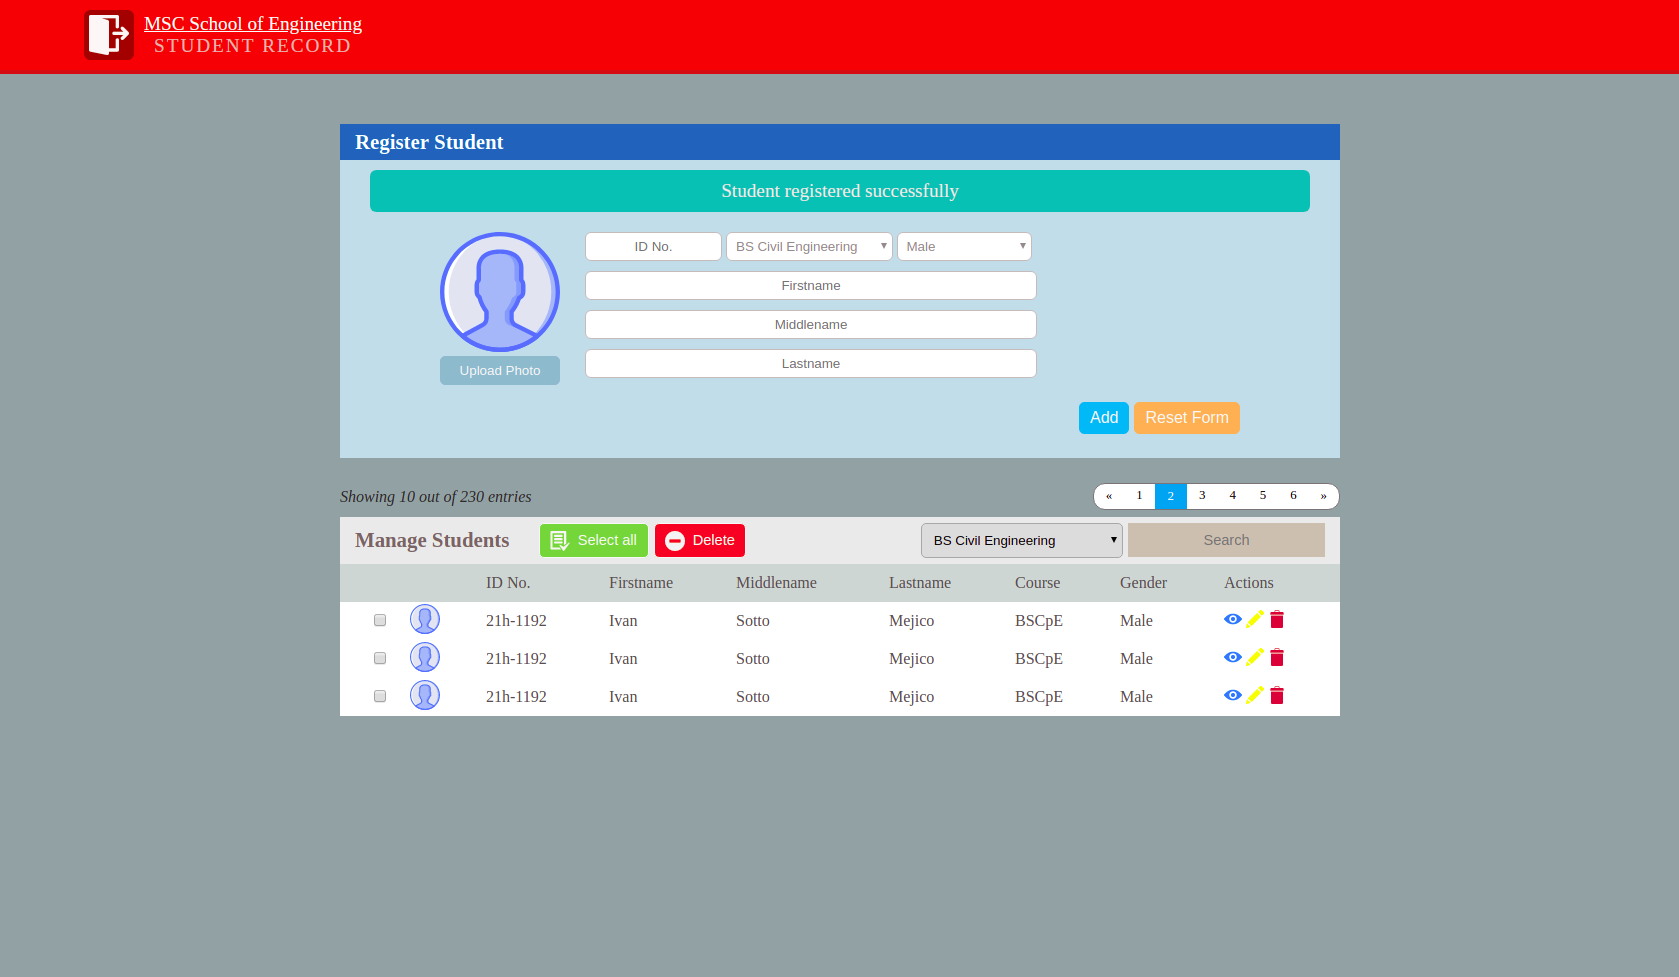 MSC School of Engineering
STUDENT RECORD
Register Student
Student registered successfully
ID No. BS Civil Engineering Male
Firstname
Middlename
Lastname
Upload Photo
Add Reset Form
Showing 10 out of 230 entries « 1 2 3 4 5 6 »
Manage Students Select all Delete BS Civil Engineering Search
ID No. Firstname Middlename Lastname Course Gender Actions
21h-1192 Ivan Sotto Mejico BSCpE Male
21h-1192 Ivan Sotto Mejico BSCpE Male
21h-1192 Ivan Sotto Mejico BSCpE Male